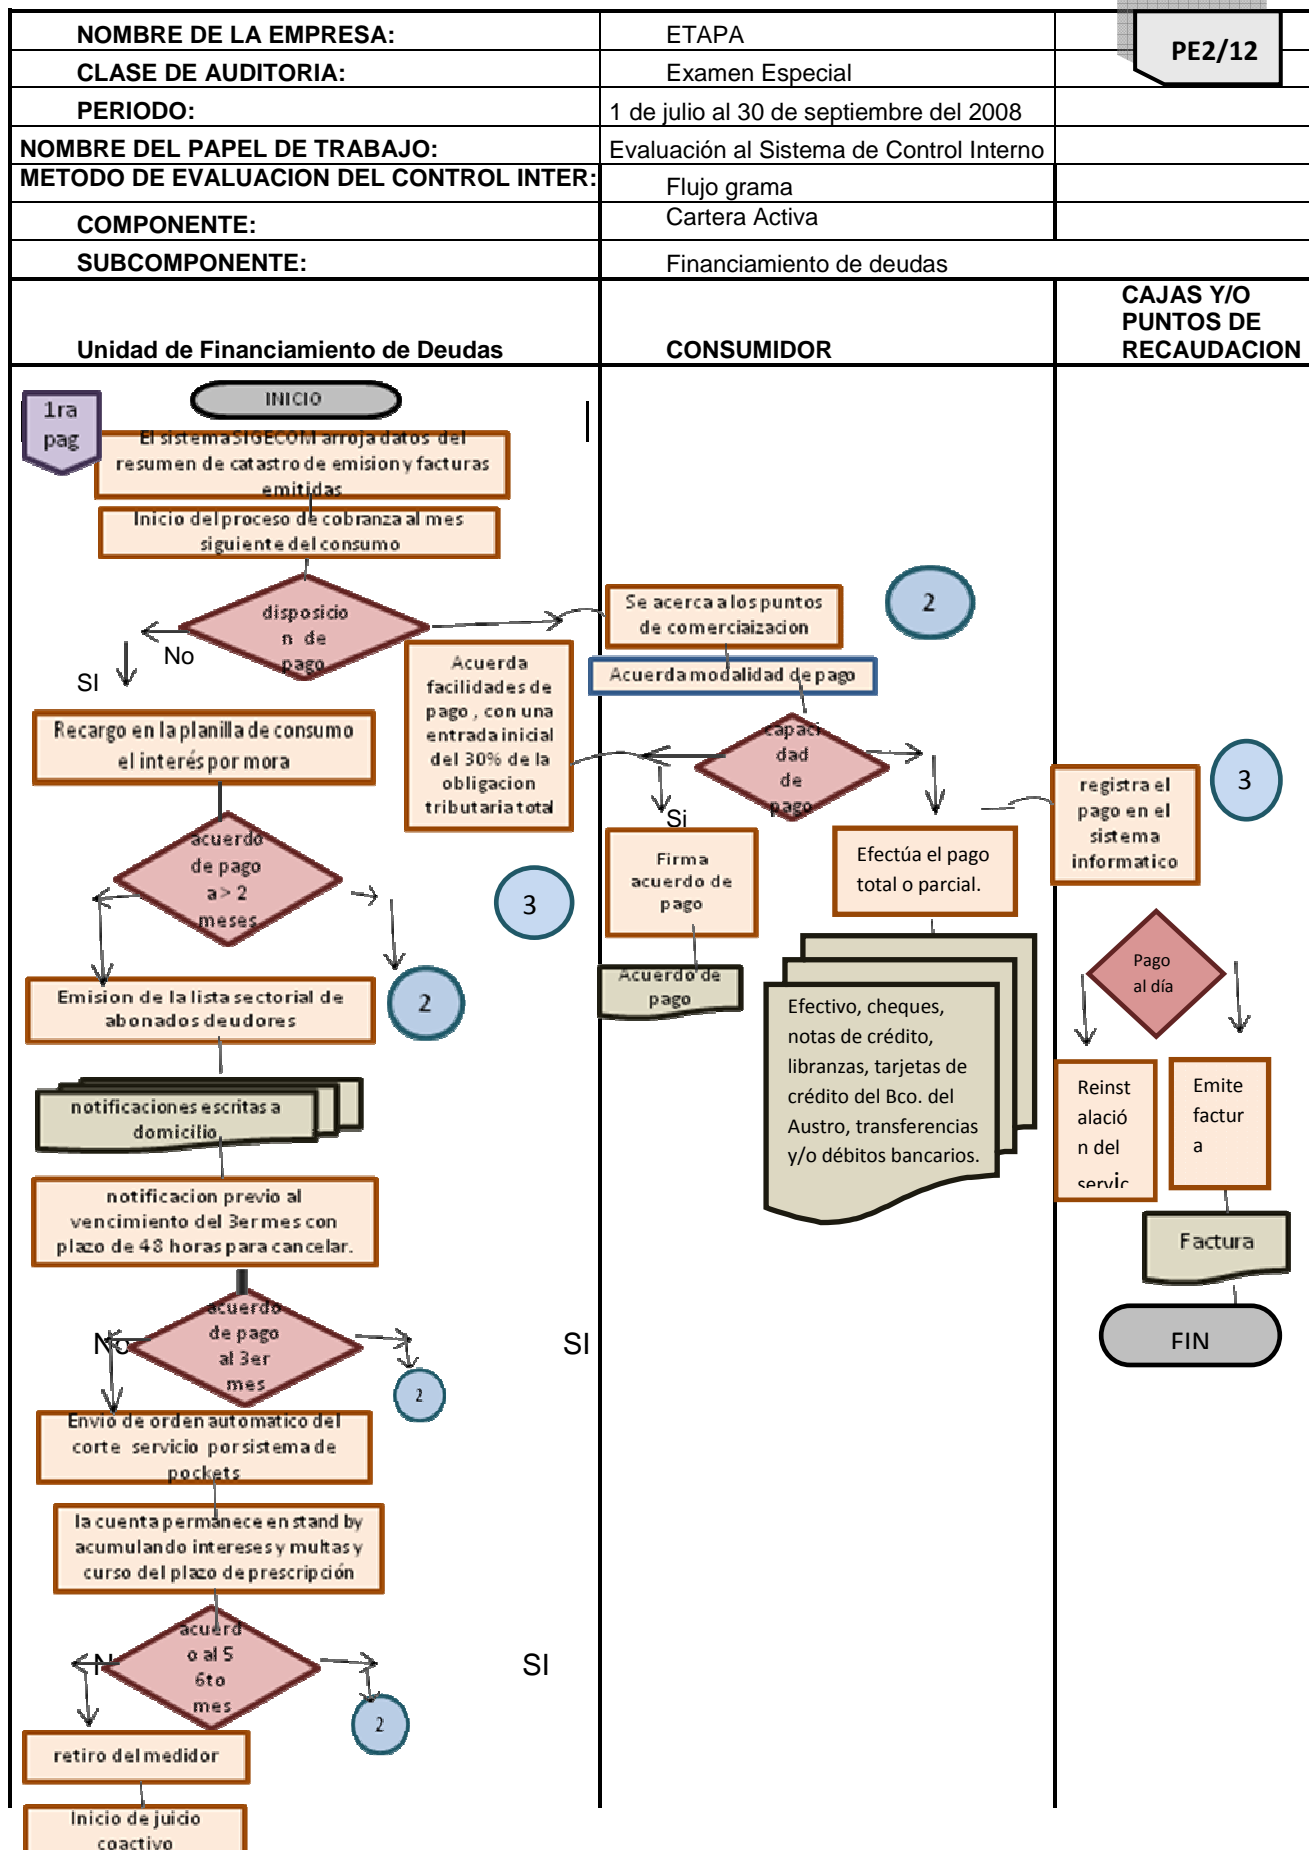 NOMBRE DE LA EMPRESA:
ETAPA
PE2/12
CLASE DE AUDITORIA:
Examen Especial
PERIODO:
1 de julio al 30 de septiembre del 2008
NOMBRE DEL PAPEL DE TRABAJO:
Evaluación al Sistema de Control Interno
METODO DE EVALUACION DEL CONTROL INTER:
Flujo grama
COMPONENTE:
Cartera Activa
SUBCOMPONENTE:
Financiamiento de deudas
Unidad de Financiamiento de Deudas
CONSUMIDOR
CAJAS Y/O
PUNTOS DE
RECAUDACION
1ra
pag
INICIO
El sistema SIGECOM arroja datos del
resumen de catastro de emision y facturas
emitidas
Inicio del proceso de cobranza al mes
siguiente del consumo
disposicio
n de
pago
No
SI
Recargo en la planilla de consumo
el interés por mora
acuerdo
de pago
a > 2
meses
3
Emision de la lista sectorial de
abonados deudores
2
notificaciones escritas a
domicilio
notificacion previo al
vencimiento del 3er mes con
plazo de 48 horas para cancelar.
acuerdo
de pago
al 3er
mes
No
SI
2
Envio de orden automatico del
corte servicio por sistema de
pockets
la cuenta permanece en stand by
acumulando intereses y multas y
curso del plazo de prescripción
acuerd
o al 5
6to
mes
N
SI
2
retiro del medidor
Inicio de juicio
coactivo
Acuerda
facilidades de
pago , con una
entrada inicial
del 30% de la
obligacion
tributaria total
Se acerca a los puntos
de comerciaizacion
2
Acuerda modalidad de pago
capaci
dad
de
pago
Si
Firma
acuerdo de
pago
Acuerdo de
pago
Efectúa el pago
total o parcial.
Efectivo, cheques,
notas de crédito,
libranzas, tarjetas de
crédito del Bco. del
Austro, transferencias
y/o débitos bancarios.
registra el
pago en el
sistema
informatico
3
Pago
al día
Reinst
alació
n del
servic
Emite
factur
a
Factura
FIN